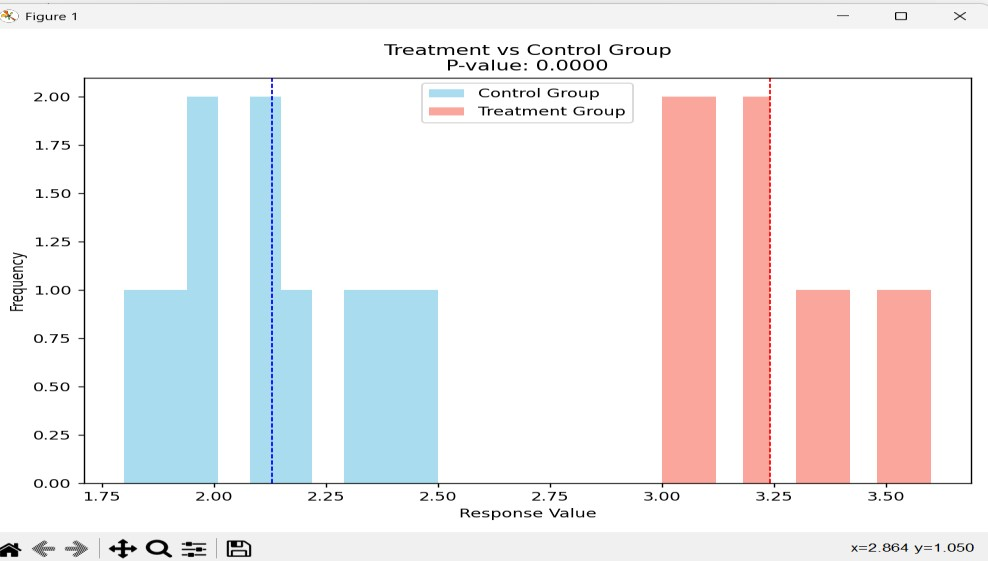 Figure 1
Treatment vs Control Group
P-value: 0.0000
Control Group
Treatment Group
Frequency
2.00
1.75
1.50
1.25
1.00
0.75
0.50
0.25
0.00
1.75 2.00 2.25 2.50 2.75 3.00 3.25 3.50
Response Value
x=2.864 y=1.050